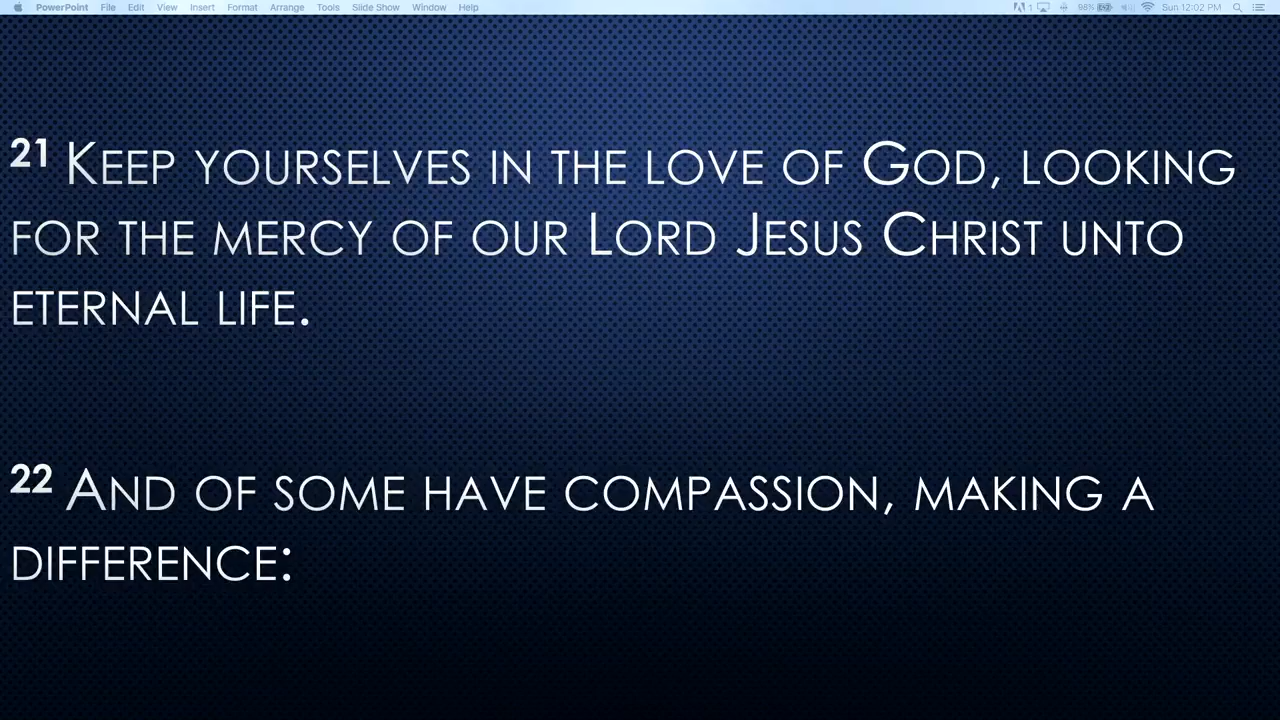 PowerPoint File Edit View Insert Format Arrange Tools Slide Show Window Help 1 98% Sun 12:02 PM
21 Keep yourselves in the love of God, looking
for the mercy of our Lord Jesus Christ unto
eternal life.
22 And of some have compassion, making a
difference: